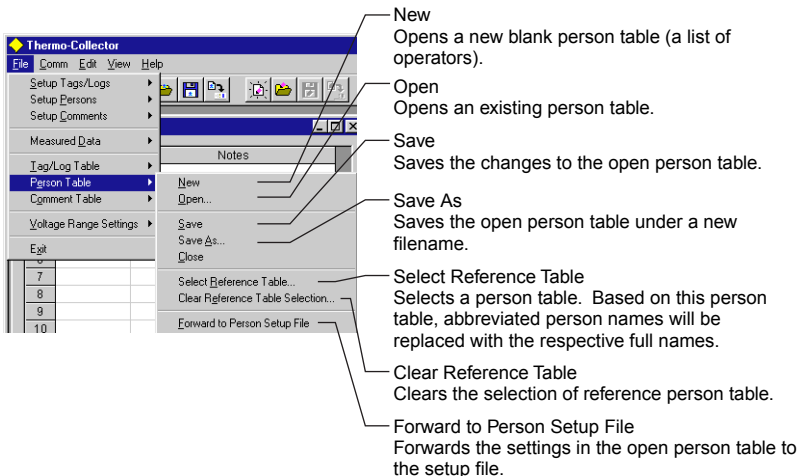 Thermo-Collector
File Comm Edit View Help
Setup Tags/Logs
Setup Persons
Setup Comments
Measured Data
Tag/Log Table
Person Table
Comment Table
Voltage Range Settings
Exit
Notes
7
8
9
10
New
Open...
Save
Save As...
Close
Select Reference Table...
Clear Reference Table Selection...
Forward to Person Setup File
New
Opens a new blank person table (a list of
operators).
Open
Opens an existing person table.
Save
Saves the changes to the open person table.
Save As
Saves the open person table under a new
filename.
Select Reference Table
Selects a person table.  Based on this person
table, abbreviated person names will be
replaced with the respective full names.
Clear Reference Table
Clears the selection of reference person table.
Forward to Person Setup File
Forwards the settings in the open person table to
the setup file.